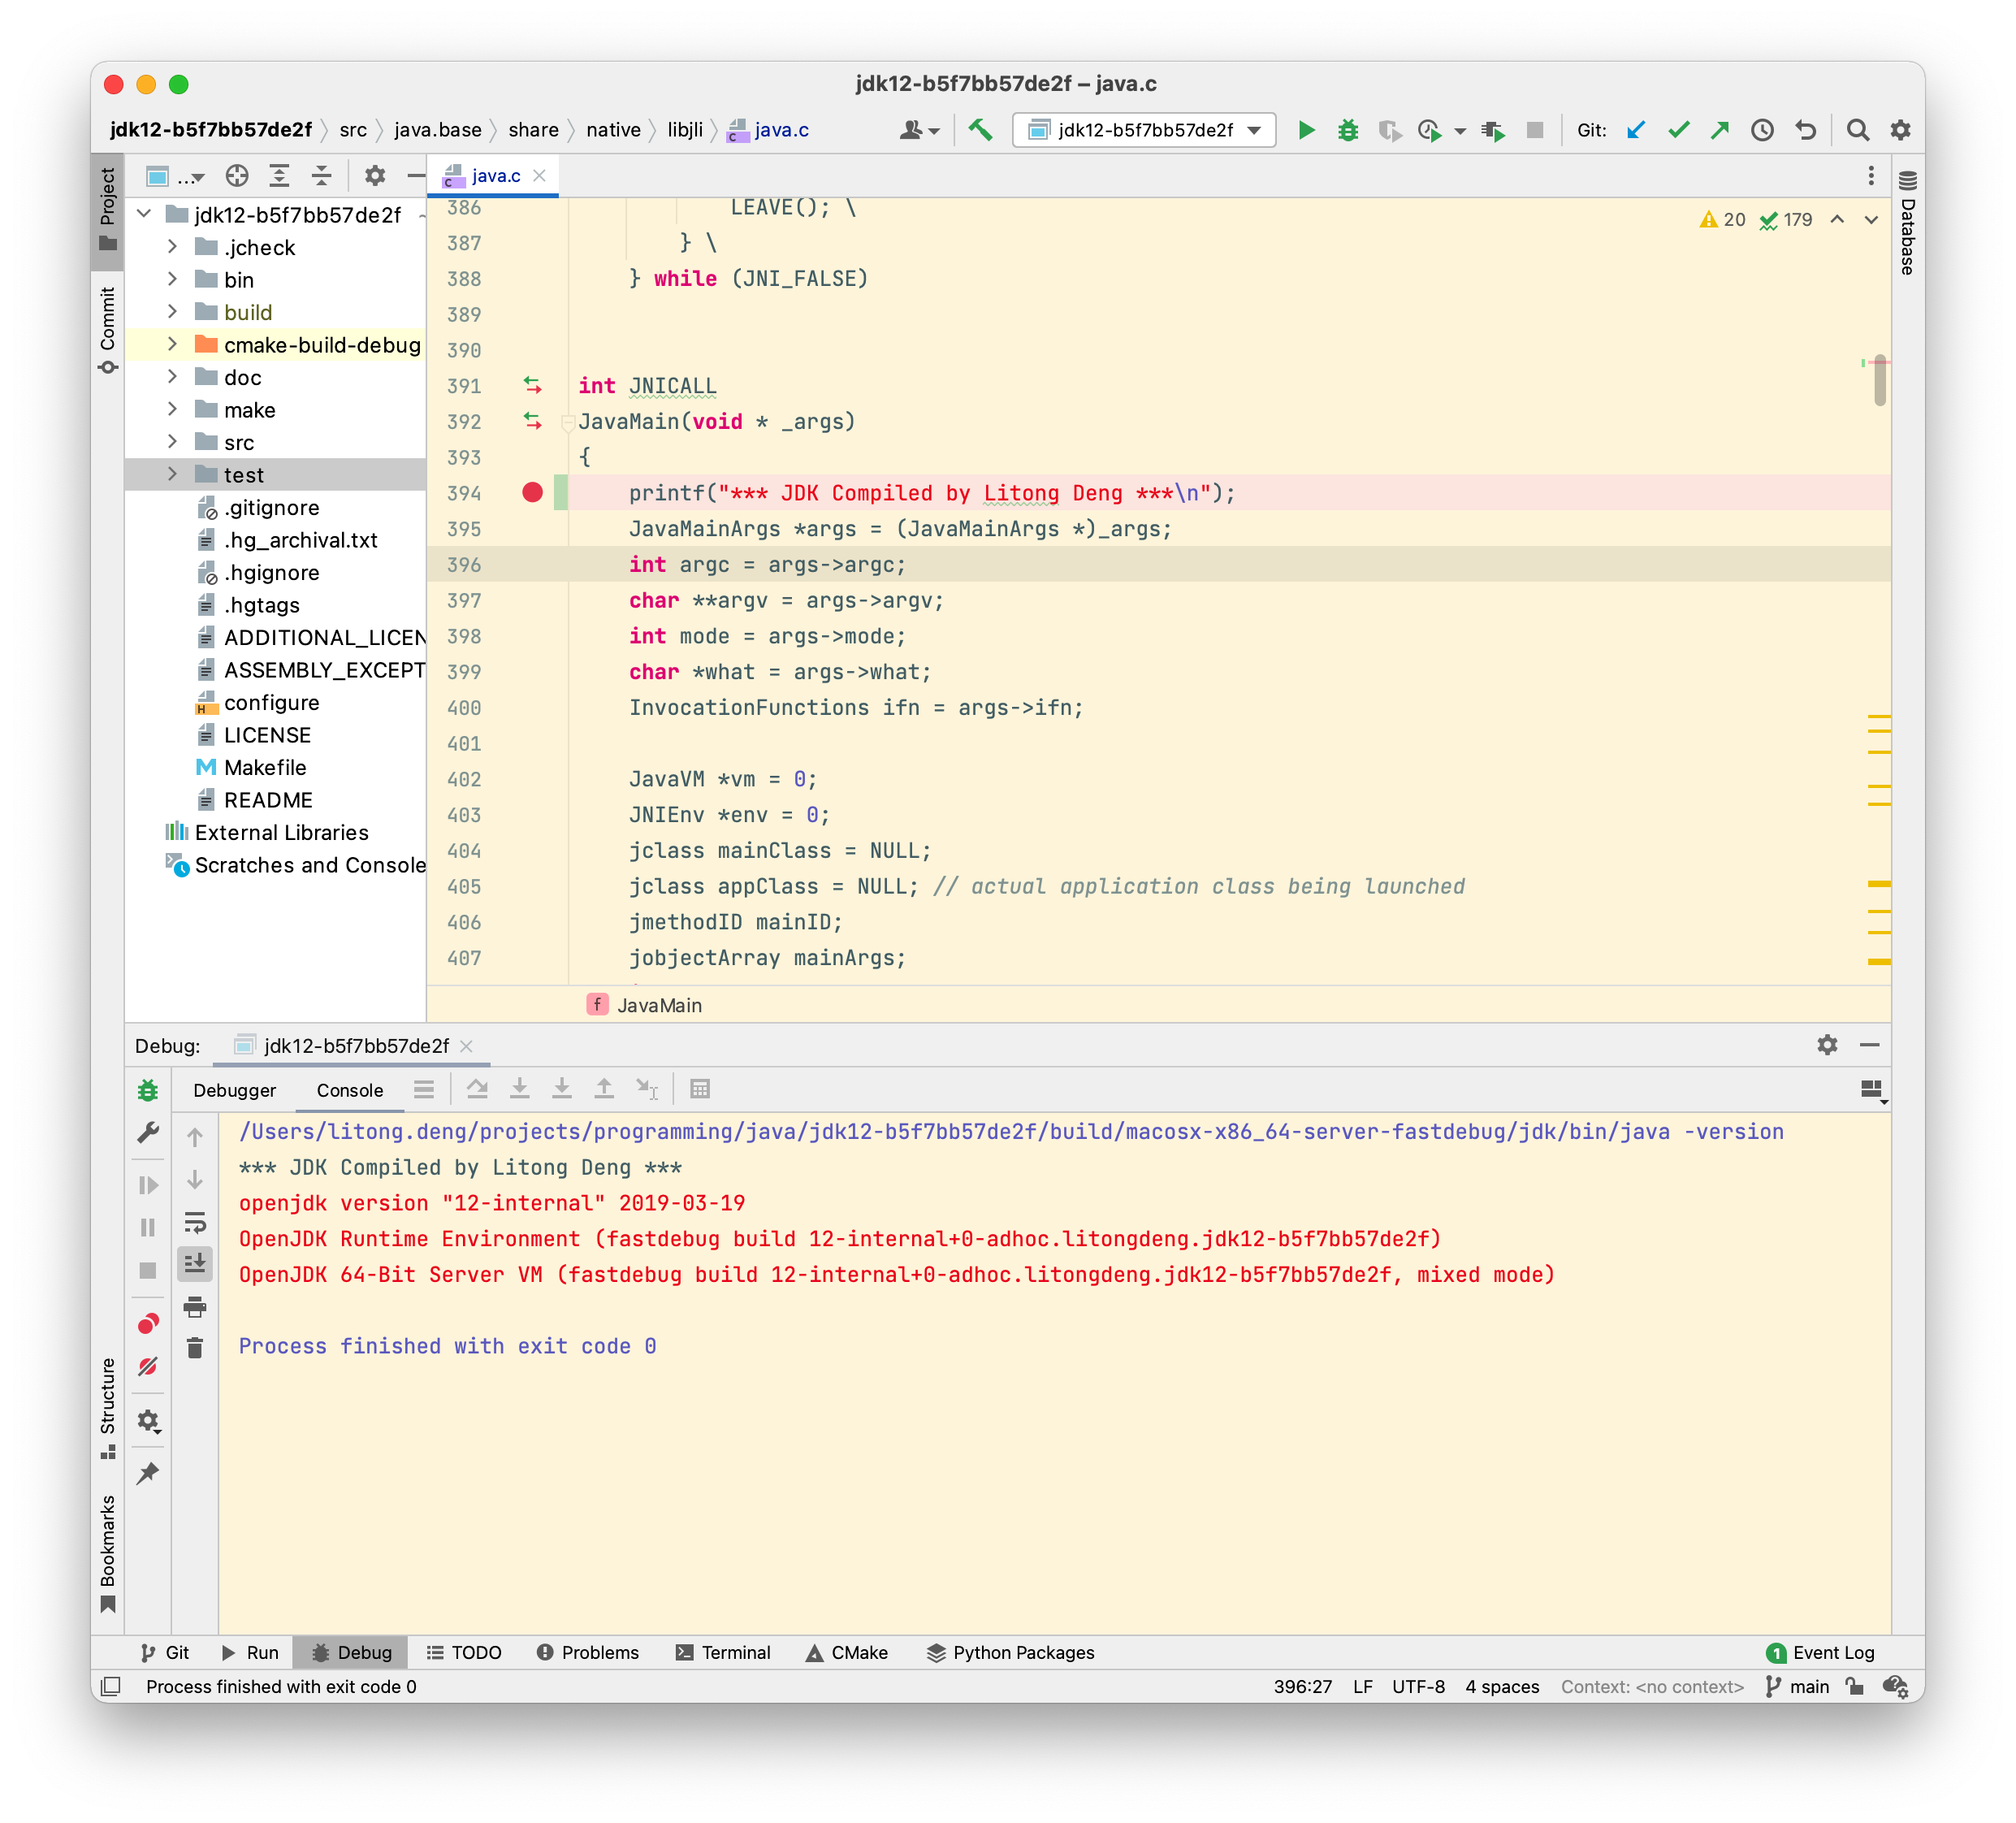 jdk12-b5f7bb57de2f – java.c
jdk12-b5f7bb57de2f src java.base share native libjli java.c jdk12-b5f7bb57de2f Git:
Project
Commit
Structure
Bookmarks
...
jdk12-b5f7bb57de2f
.jcheck
bin
build
cmake-build-debug
doc
make
src
test
.gitignore
.hg_archival.txt
.hgignore
.hgtags
ADDITIONAL_LICEN
ASSEMBLY_EXCEPT
configure
LICENSE
Makefile
README
External Libraries
Scratches and Console
java.c
20 179
386 LEAVE(); \
387 } \
388 } while (JNI_FALSE)
389
390
391 int JNICALL
392 JavaMain(void * _args)
393 {
394 printf("*** JDK Compiled by Litong Deng ***\n");
395 JavaMainArgs *args = (JavaMainArgs *)_args;
396 int argc = args->argc;
397 char **argv = args->argv;
398 int mode = args->mode;
399 char *what = args->what;
400 InvocationFunctions ifn = args->ifn;
401
402 JavaVM *vm = 0;
403 JNIEnv *env = 0;
404 jclass mainClass = NULL;
405 jclass appClass = NULL; // actual application class being launched
406 jmethodID mainID;
407 jobjectArray mainArgs;
f JavaMain
Database
Debug: jdk12-b5f7bb57de2f
Debugger Console
/Users/litong.deng/projects/programming/java/jdk12-b5f7bb57de2f/build/macosx-x86_64-server-fastdebug/jdk/bin/java -version
*** JDK Compiled by Litong Deng ***
openjdk version "12-internal" 2019-03-19
OpenJDK Runtime Environment (fastdebug build 12-internal+0-adhoc.litongdeng.jdk12-b5f7bb57de2f)
OpenJDK 64-Bit Server VM (fastdebug build 12-internal+0-adhoc.litongdeng.jdk12-b5f7bb57de2f, mixed mode)
Process finished with exit code 0
Git Run Debug TODO Problems Terminal CMake Python Packages 1 Event Log
Process finished with exit code 0 396:27 LF UTF-8 4 spaces Context: <no context> main